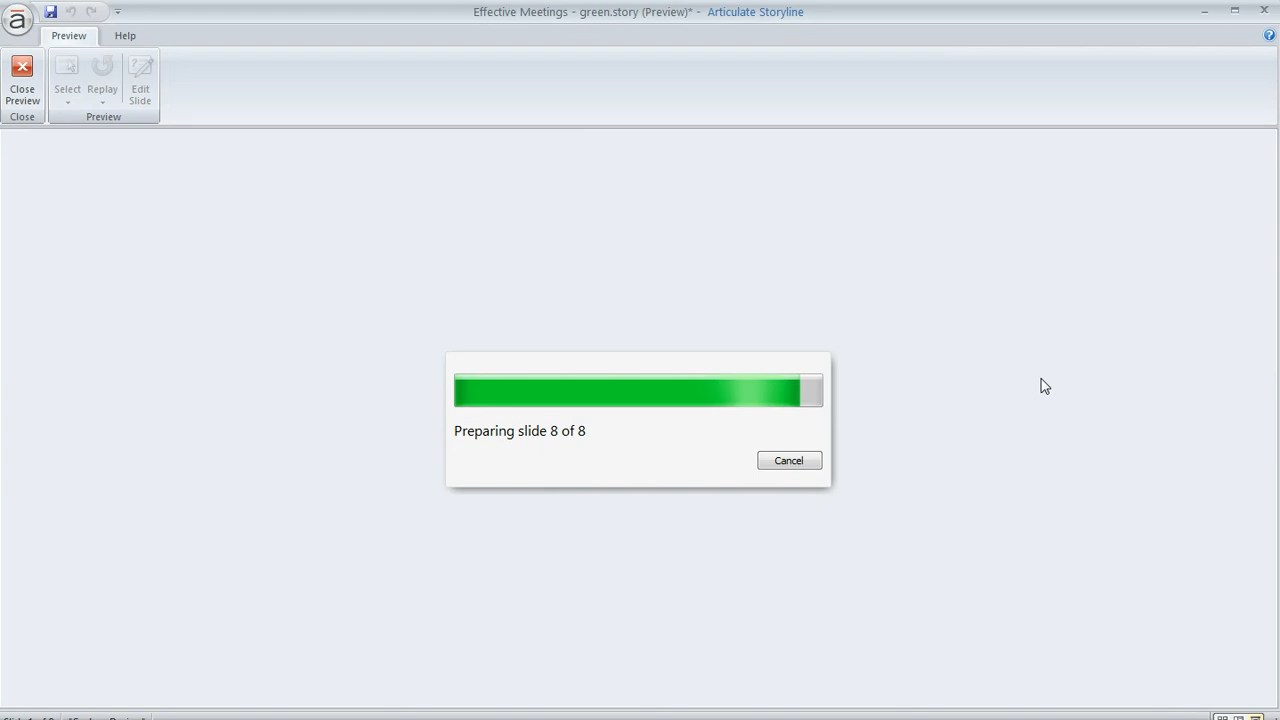 Effective Meetings - green.story (Preview)* - Articulate Storyline
Preview
Help
Close Preview
Select
Replay
Edit Slide
Close
Preview
Preparing slide 8 of 8
Cancel